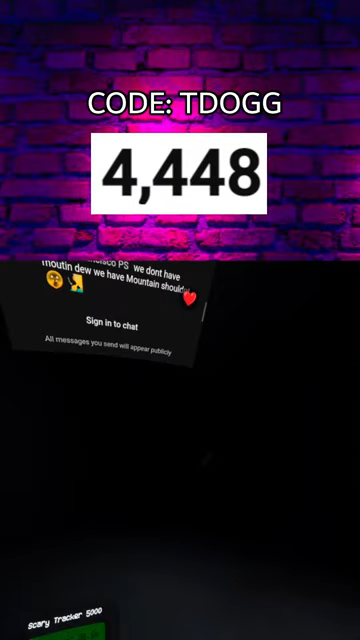 CODE: TDOGG
4,448
PS we dont have
moutin dew we have Mountain should
Sign in to chat
All messages you send will appear publicly
Scary Tracker 5000